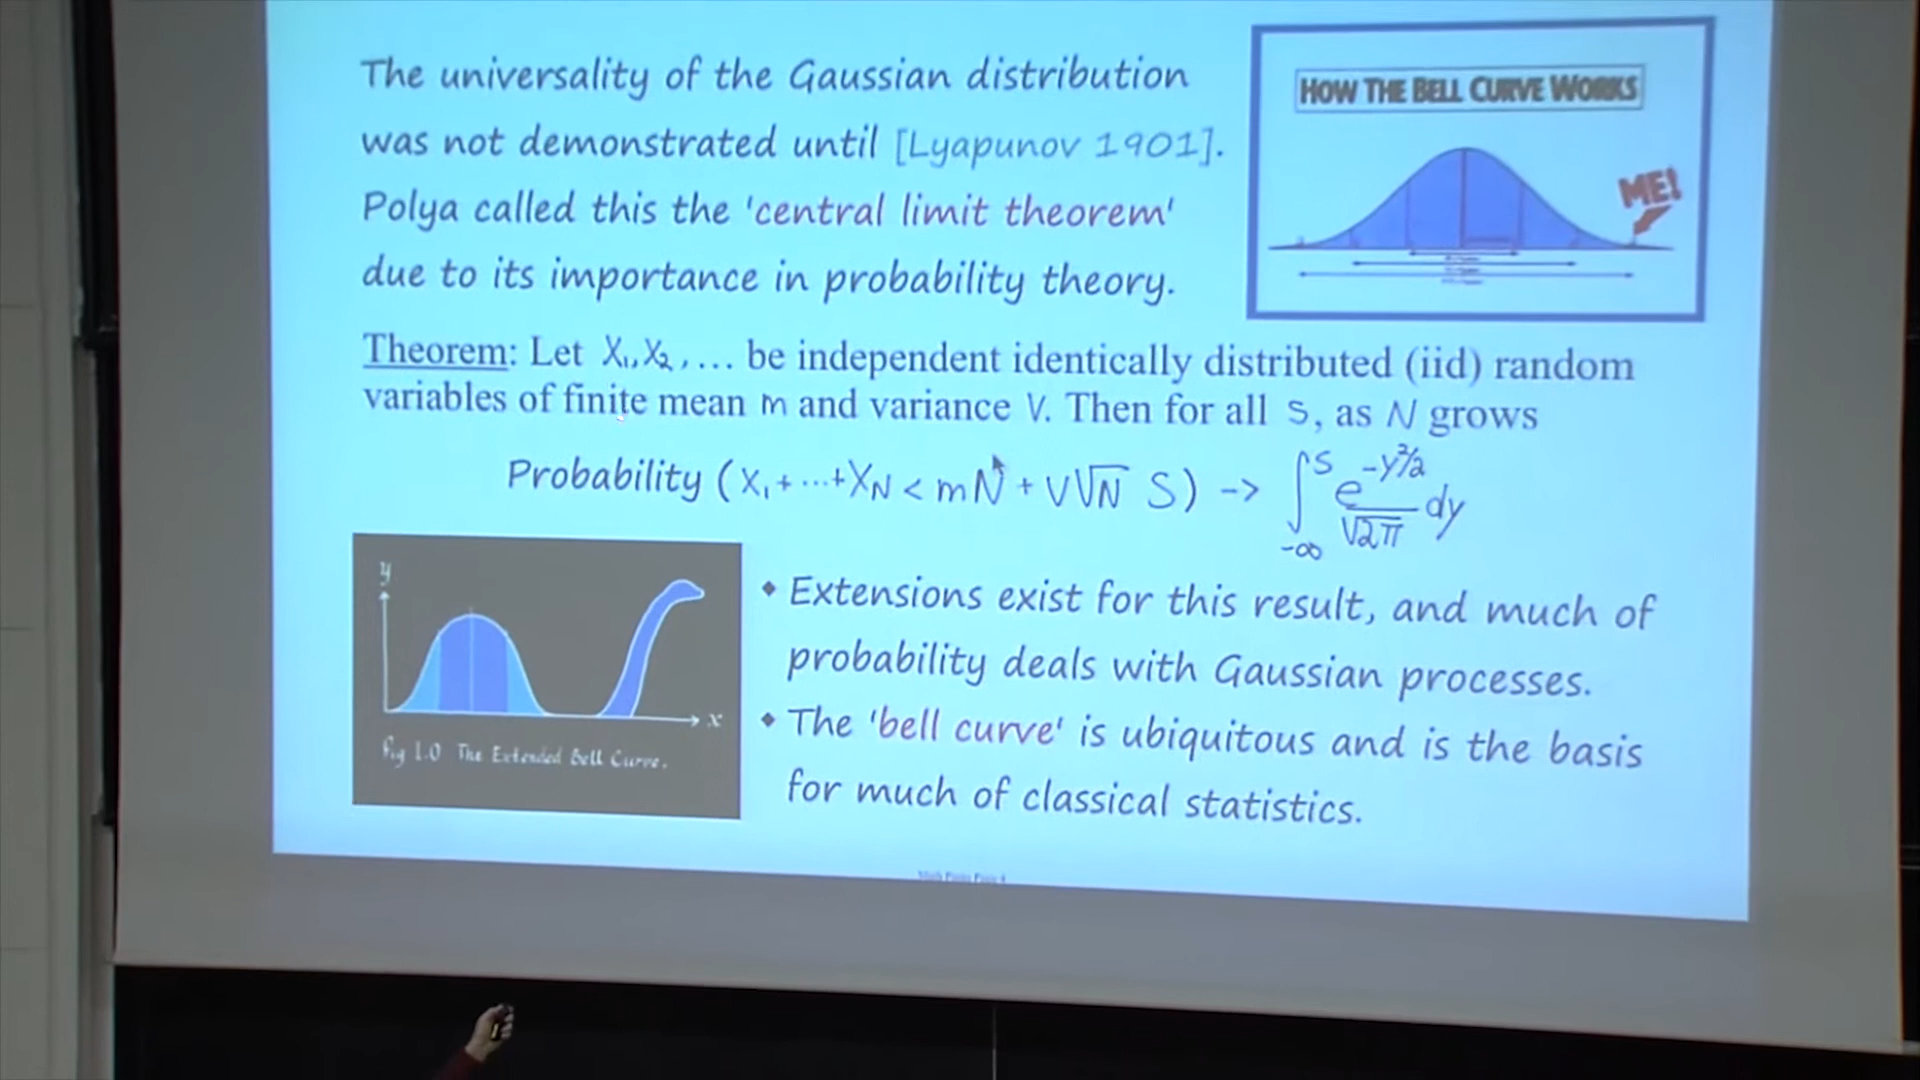 The universality of the Gaussian distribution
was not demonstrated until [Lyapunov 1901].
Polya called this the 'central limit theorem'
due to its importance in probability theory.
HOW THE BELL CURVE WORKS
ME!
Theorem: Let X₁, X₂, ... be independent identically distributed (iid) random
variables of finite mean m and variance V. Then for all S, as N grows
Probability (X₁ + ... + X_N < mN + V√N S) -> ∫_{-∞}^{S} e^{-y²/2}/√2π dy
y
x
fig 1.0 The Extended Bell Curve.
• Extensions exist for this result, and much of
probability deals with Gaussian processes.
• The 'bell curve' is ubiquitous and is the basis
for much of classical statistics.